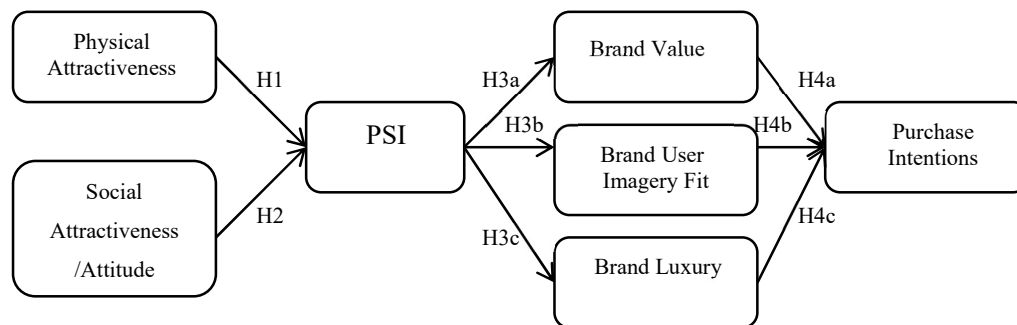 Physical
Attractiveness
H1
Social
Attractiveness
/Attitude
H2
PSI
H3a
H3b
H3c
Brand Value
Brand User
Imagery Fit
Brand Luxury
H4a
H4b
H4c
Purchase
Intentions